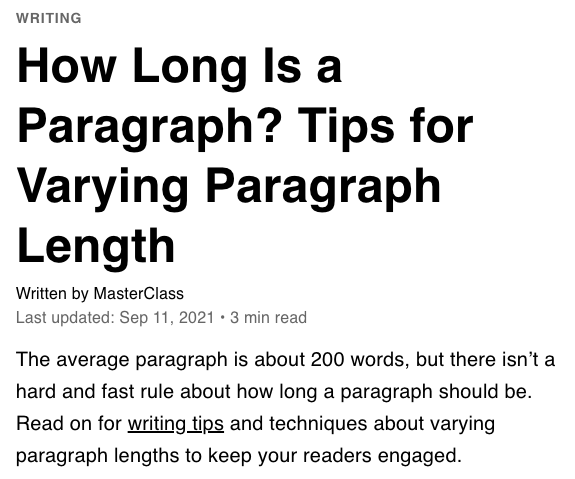 WRITING
How Long Is a
Paragraph? Tips for
Varying Paragraph
Length
Written by MasterClass
Last updated: Sep 11, 2021 • 3 min read
The average paragraph is about 200 words, but there isn’t a
hard and fast rule about how long a paragraph should be.
Read on for writing tips and techniques about varying
paragraph lengths to keep your readers engaged.